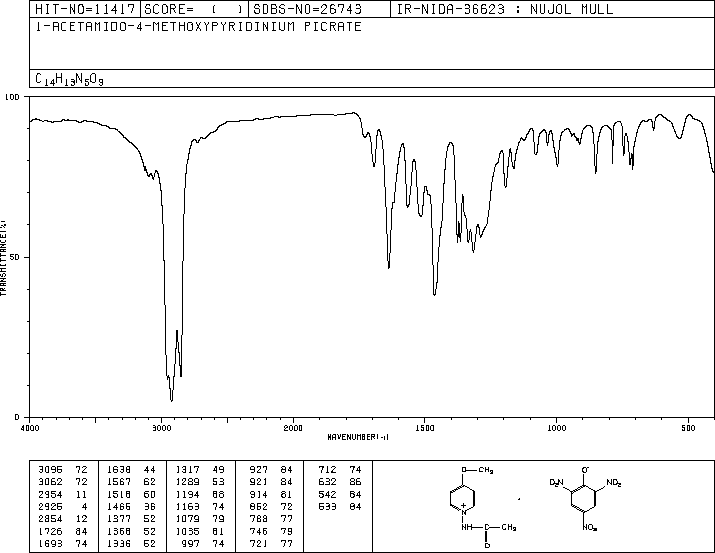 HIT-NO=11417 SCORE= ( ) SDBS-NO=26743 IR-NIDA-36623 : NUJOL MULL
1-ACETAMIDO-4-METHOXYPYRIDINIUM PICRATE
C14H13N5O9
100
50
0
TRANSMITTANCE(%)
4000 3000 2000 1500 1000 500
WAVENUMBER(-1)
3095 72 1638 44 1317 49 927 84 712 74
3062 72 1567 62 1289 53 921 84 632 86
2954 11 1518 60 1194 68 914 81 542 84
2925 4 1465 36 1163 74 852 72 533 84
2854 12 1377 52 1079 79 788 77
1726 84 1368 52 1035 81 746 79
1693 74 1336 52 997 74 721 77
O-CH3
N+
NH-C-CH3
O
O-
O2N NO2
NO2